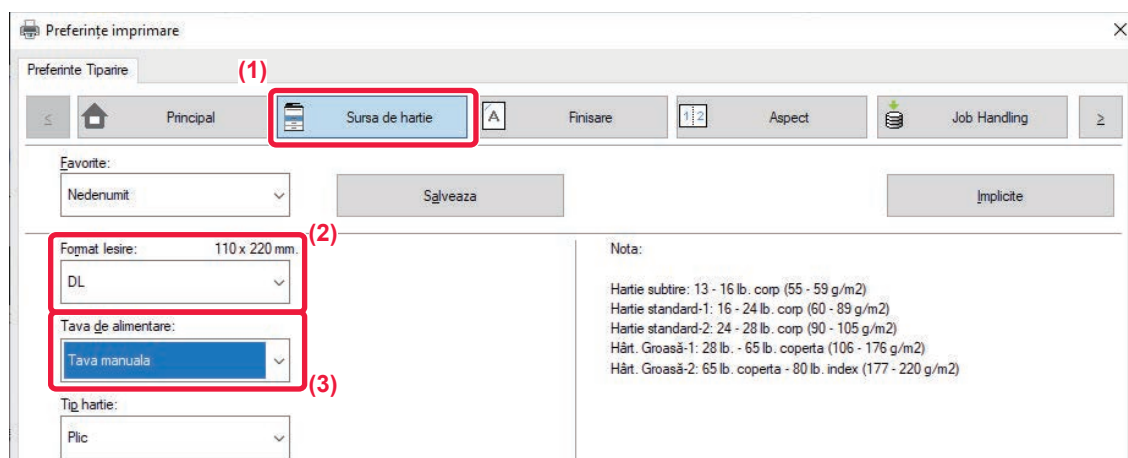 Preferințe imprimare
Preferinte Tiparire
(1)
<
Principal
Sursa de hartie
A
Finisare
1 2
Aspect
Job Handling
>
Favorite:
Nedenumit
Salveaza
Implicite
(2)
Format Iesire: 110 x 220 mm.
DL
Tava de alimentare:
Tava manuala
(3)
Tip hartie:
Plic
Nota:
Hartie subtire: 13 - 16 lb. corp (55 - 59 g/m2)
Hartie standard-1: 16 - 24 lb. corp (60 - 89 g/m2)
Hartie standard-2: 24 - 28 lb. corp (90 - 105 g/m2)
Hârt. Groasă-1: 28 lb. - 65 lb. coperta (106 - 176 g/m2)
Hârt. Groasă-2: 65 lb. coperta - 80 lb. index (177 - 220 g/m2)